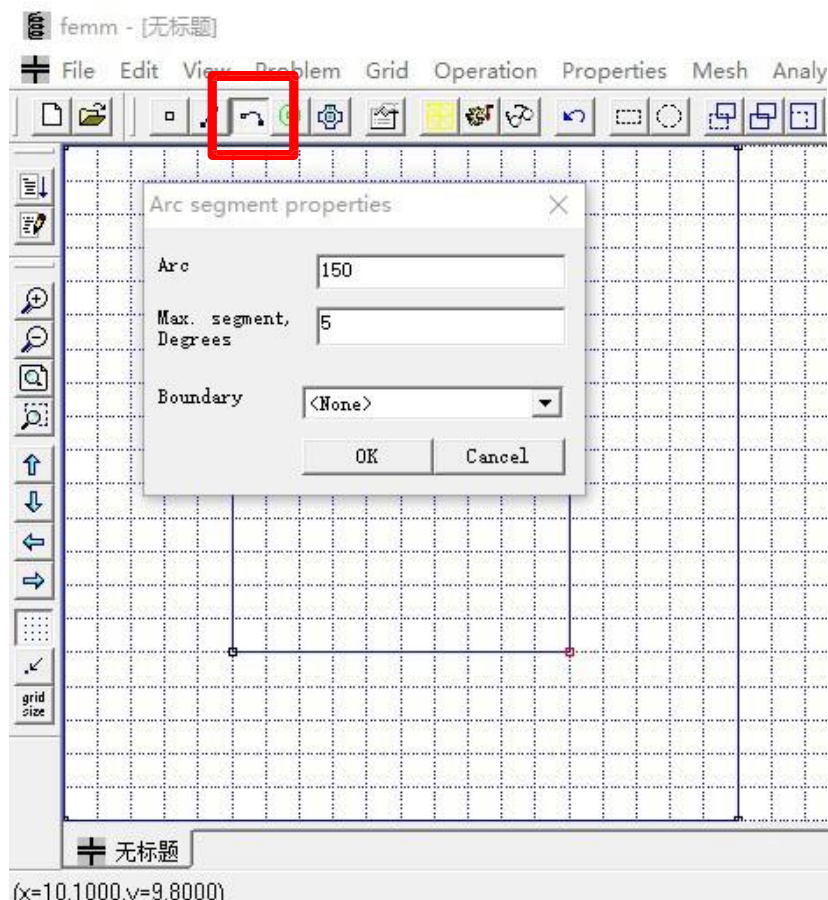 femm - [无标题]
File Edit View Problem Grid Operation Properties Mesh Analy
Arc segment properties
Arc
150
Max. segment,
Degrees
5
Boundary
<None>
OK Cancel
grid
size
无标题
(x=10.1000,y=9.8000)